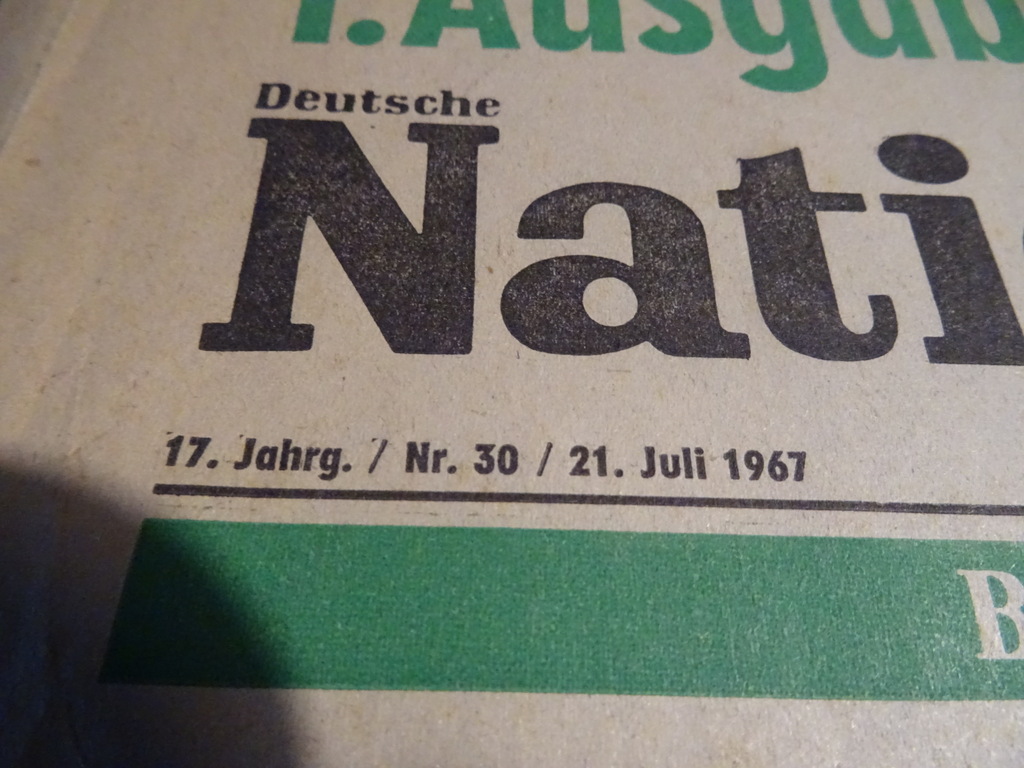 1. Ausgab
Deutsche
Nati
17. Jahrg. / Nr. 30 / 21. Juli 1967
B